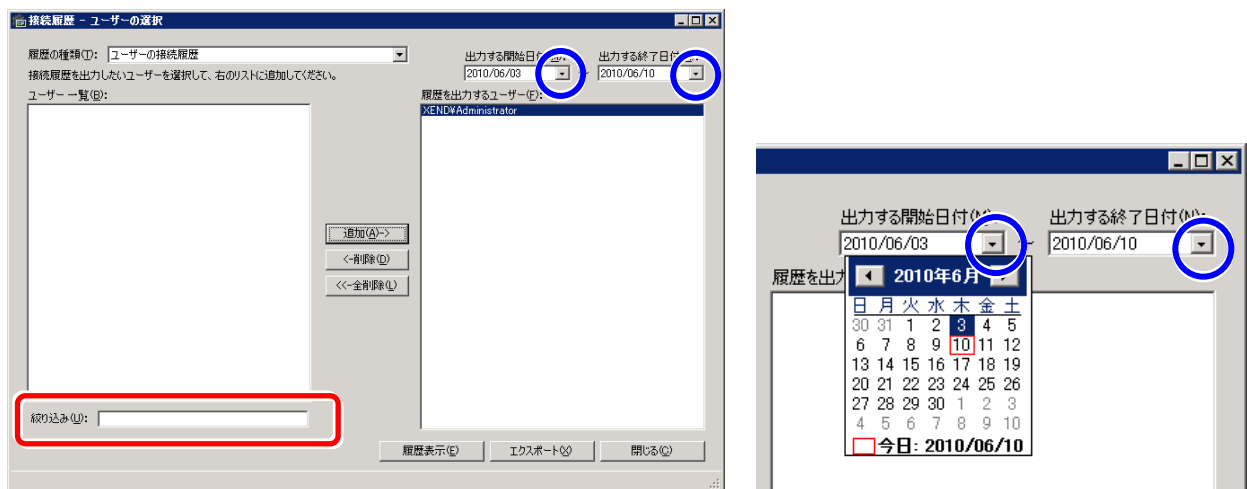 接続履歴 - ユーザーの選択
履歴の種類(T): ユーザーの接続履歴
出力する開始日付 出力する終了日付
2010/06/03 ~ 2010/06/10
接続履歴を出力したいユーザーを選択して、右のリストに追加してください。
ユーザー一覧(B):
履歴を出力するユーザー(F):
XEND¥Administrator
追加(A)->
<-削除(D)
<<-全削除(L)
絞り込み(U):
履歴表示(E) エクスポート(X) 閉じる(C)
出力する開始日付(M): 出力する終了日付(N):
2010/06/03 ~ 2010/06/10
履歴を出力
2010年6月
日 月 火 水 木 金 土
30 31 1 2 3 4 5
6 7 8 9 10 11 12
13 14 15 16 17 18 19
20 21 22 23 24 25 26
27 28 29 30 1 2 3
4 5 6 7 8 9 10
今日: 2010/06/10